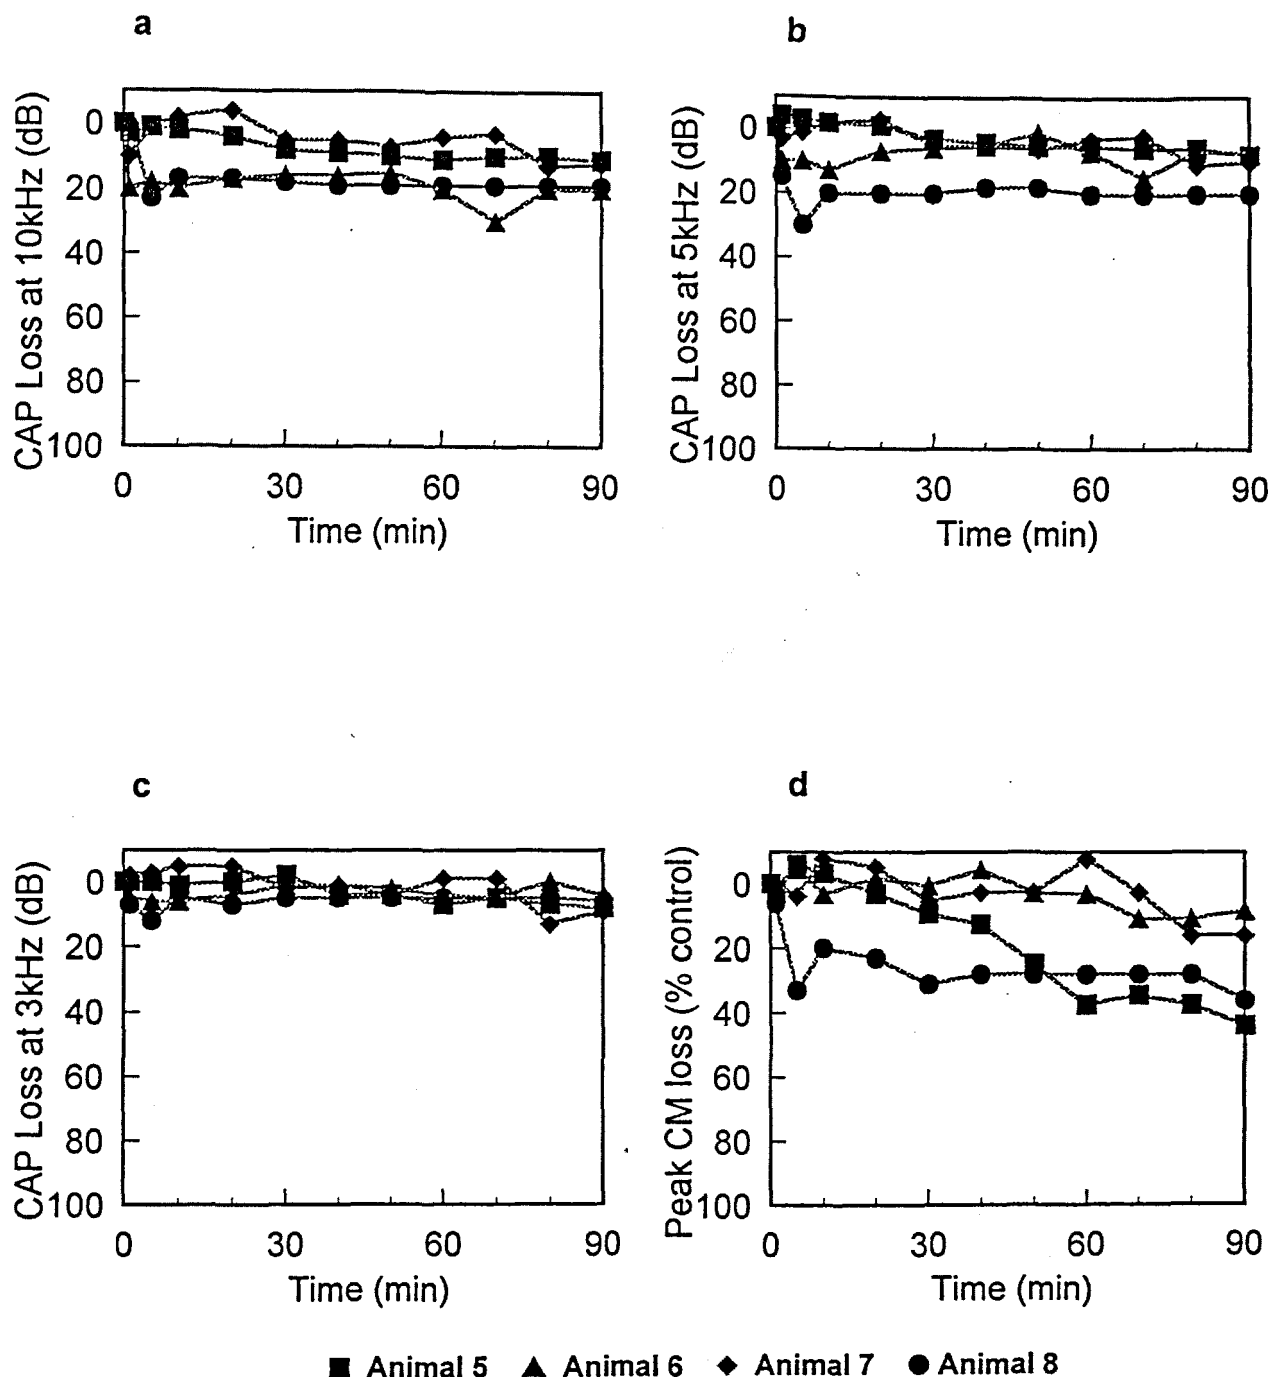 a
CAP Loss at 10kHz (dB)
0
20
40
60
80
100
0 30 60 90
Time (min)
b
CAP Loss at 5kHz (dB)
0
20
40
60
80
100
0 30 60 90
Time (min)
c
CAP Loss at 3kHz (dB)
0
20
40
60
80
100
0 30 60 90
Time (min)
d
Peak CM loss (% control)
0
20
40
60
80
100
0 30 60 90
Time (min)
Animal 5 Animal 6 Animal 7 Animal 8